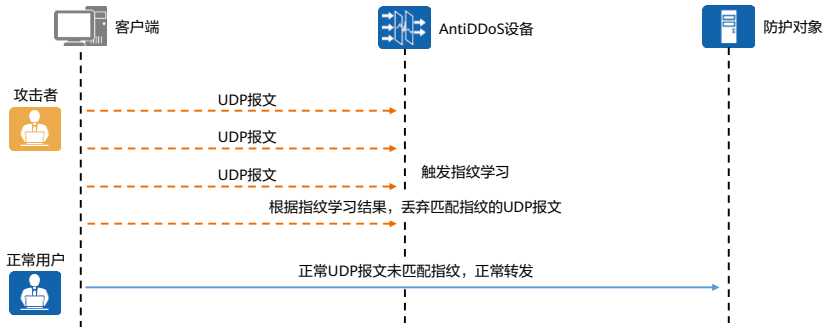 客户端
AntiDDoS设备
防护对象
攻击者
UDP报文
UDP报文
UDP报文
触发指纹学习
根据指纹学习结果，丢弃匹配指纹的UDP报文
正常用户
正常UDP报文未匹配指纹，正常转发